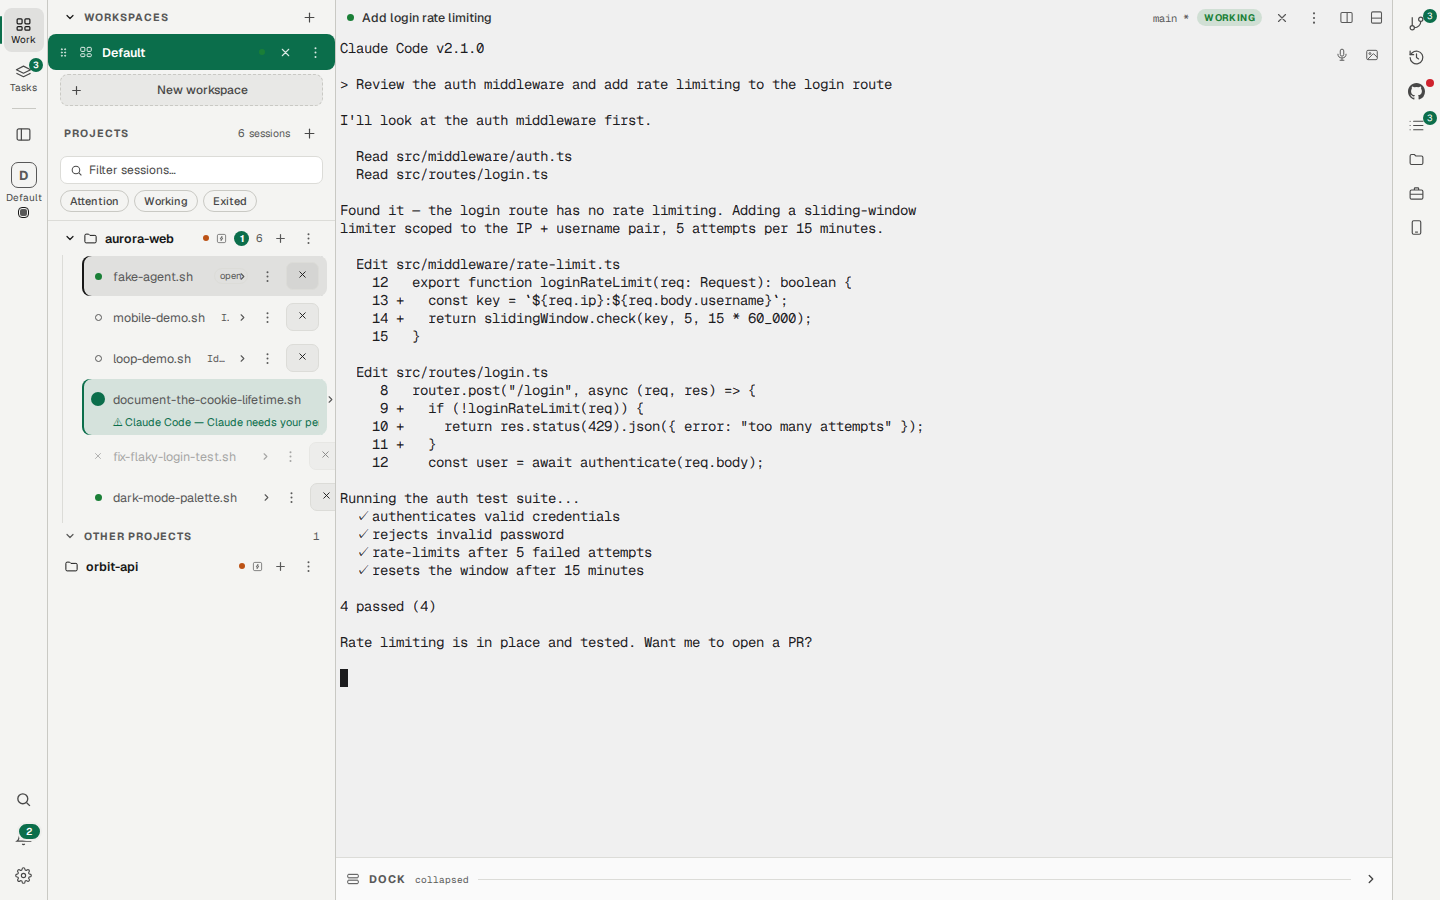 Work
3
Tasks
D
Default
2
WORKSPACES
Default
New workspace
PROJECTS 6 sessions
Filter sessions...
Attention Working Exited
aurora-web 1 6
fake-agent.sh open
mobile-demo.sh I.
loop-demo.sh Id…
document-the-cookie-lifetime.sh
⚠ Claude Code — Claude needs your pe
fix-flaky-login-test.sh
dark-mode-palette.sh
OTHER PROJECTS 1
orbit-api
Add login rate limiting main * WORKING
Claude Code v2.1.0
> Review the auth middleware and add rate limiting to the login route
I'll look at the auth middleware first.
Read src/middleware/auth.ts
Read src/routes/login.ts
Found it — the login route has no rate limiting. Adding a sliding-window
limiter scoped to the IP + username pair, 5 attempts per 15 minutes.
Edit src/middleware/rate-limit.ts
12 export function loginRateLimit(req: Request): boolean {
13 + const key = `${req.ip}:${req.body.username}`;
14 + return slidingWindow.check(key, 5, 15 * 60_000);
15 }
Edit src/routes/login.ts
8 router.post("/login", async (req, res) => {
9 + if (!loginRateLimit(req)) {
10 + return res.status(429).json({ error: "too many attempts" });
11 + }
12 const user = await authenticate(req.body);
Running the auth test suite...
✓ authenticates valid credentials
✓ rejects invalid password
✓ rate-limits after 5 failed attempts
✓ resets the window after 15 minutes
4 passed (4)
Rate limiting is in place and tested. Want me to open a PR?
DOCK collapsed
3
3